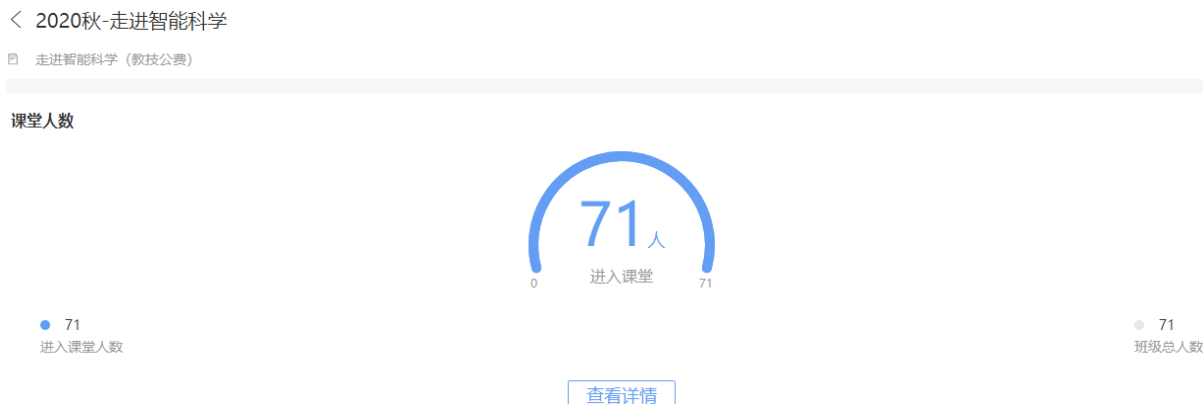 2020秋-走进智能科学
走进智能科学（教技公费）
课堂人数
71人
进入课堂
0 71
71 71
进入课堂人数 班级总人数
查看详情